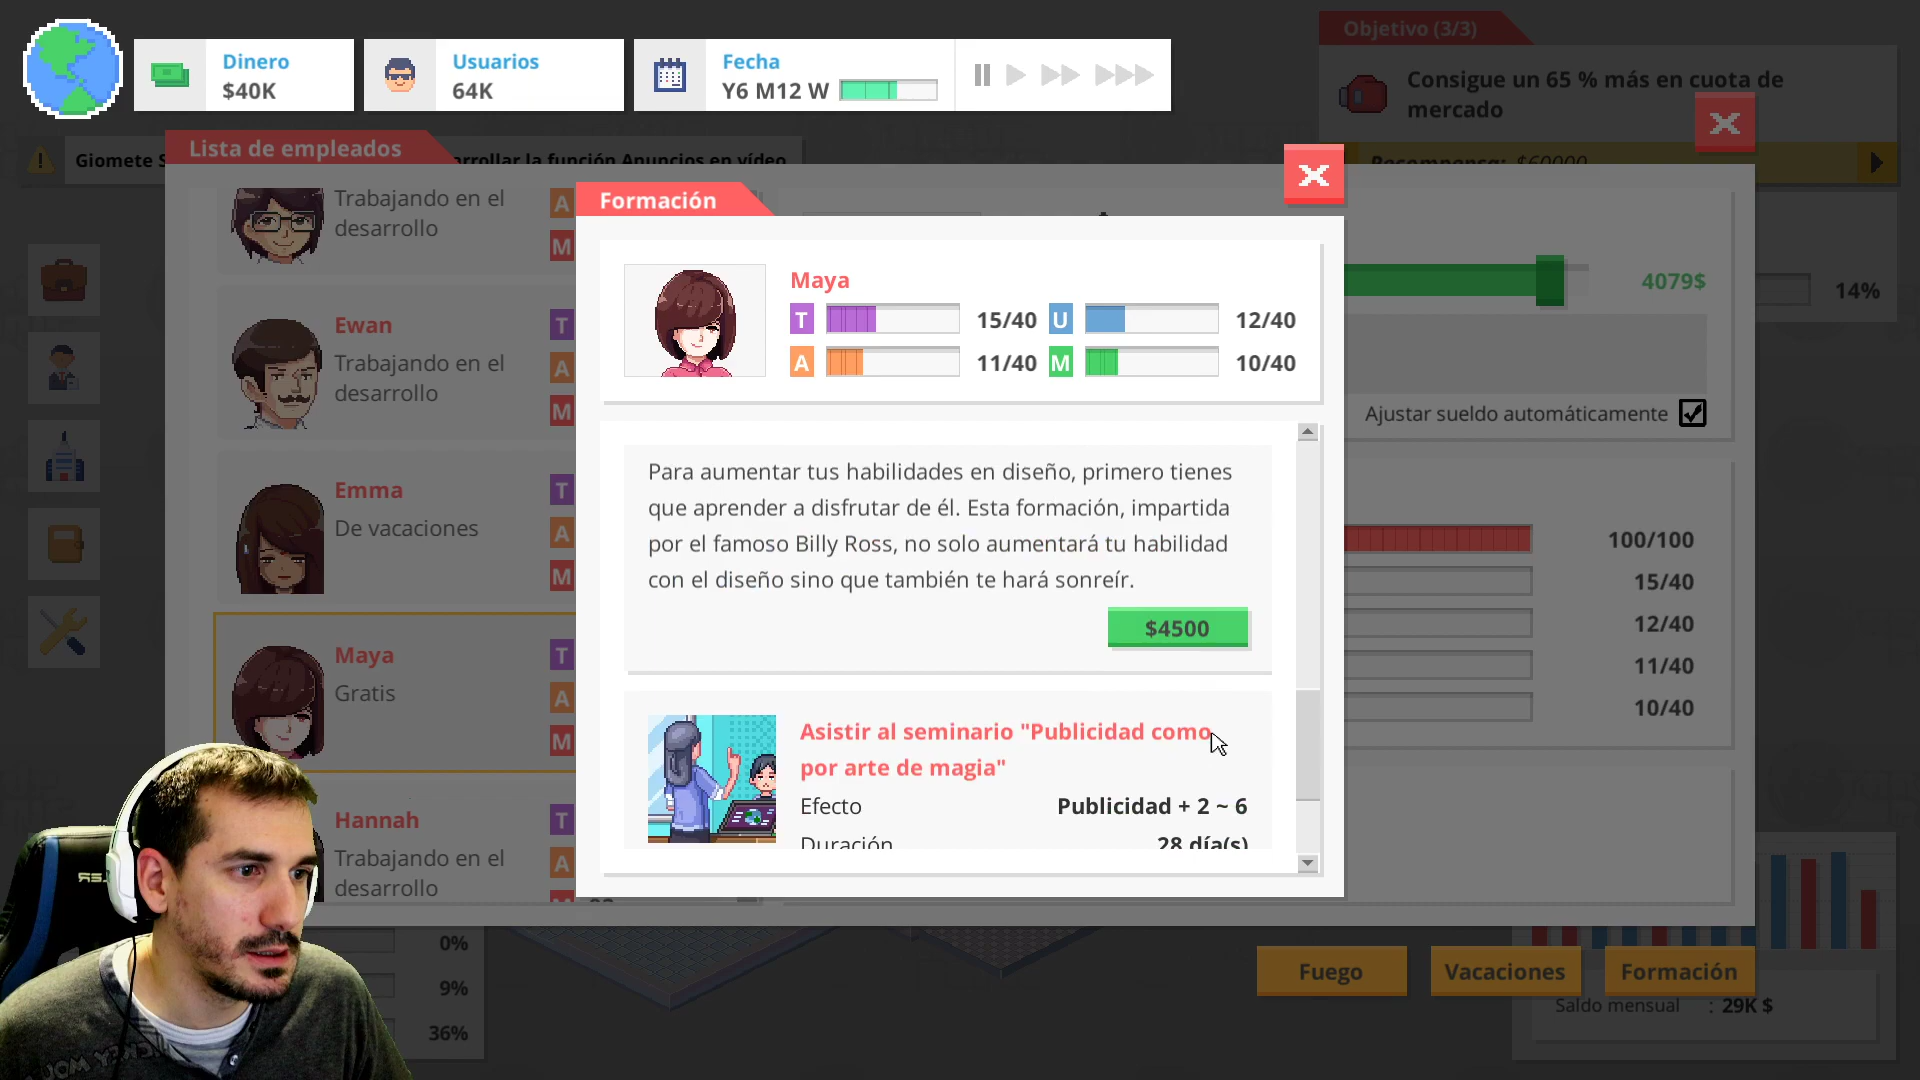 Dinero
$40K
Usuarios
64K
Fecha
Y6 M12 W
Objetivo (3/3)
Consigue un 65 % más en cuota de
mercado
Recompensa: $60000
Giomete S
rrollar la función Anuncios en vídeo
Lista de empleados
Trabajando en el
desarrollo
A
M
Ewan
Trabajando en el
desarrollo
T
A
M
Emma
De vacaciones
T
A
M
Maya
Gratis
T
A
M
Hannah
Trabajando en el
desarrollo
T
A
M
Formación
Maya
T 15/40 U 12/40
A 11/40 M 10/40
Para aumentar tus habilidades en diseño, primero tienes
que aprender a disfrutar de él. Esta formación, impartida
por el famoso Billy Ross, no solo aumentará tu habilidad
con el diseño sino que también te hará sonreír.
$4500
Asistir al seminario "Publicidad como
por arte de magia"
Efecto Publicidad + 2 ~ 6
Duración 28 día(s)
4079$
14%
Ajustar sueldo automáticamente
100/100
15/40
12/40
11/40
10/40
0%
9%
36%
Fuego
Vacaciones
Formación
Saldo mensual : 29K $